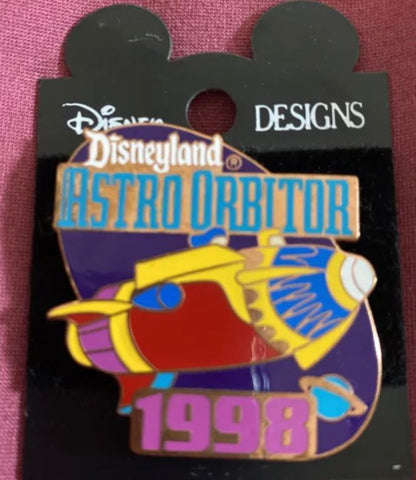 Disney DESIGNS
Disneyland®
ASTRO ORBITOR
1998